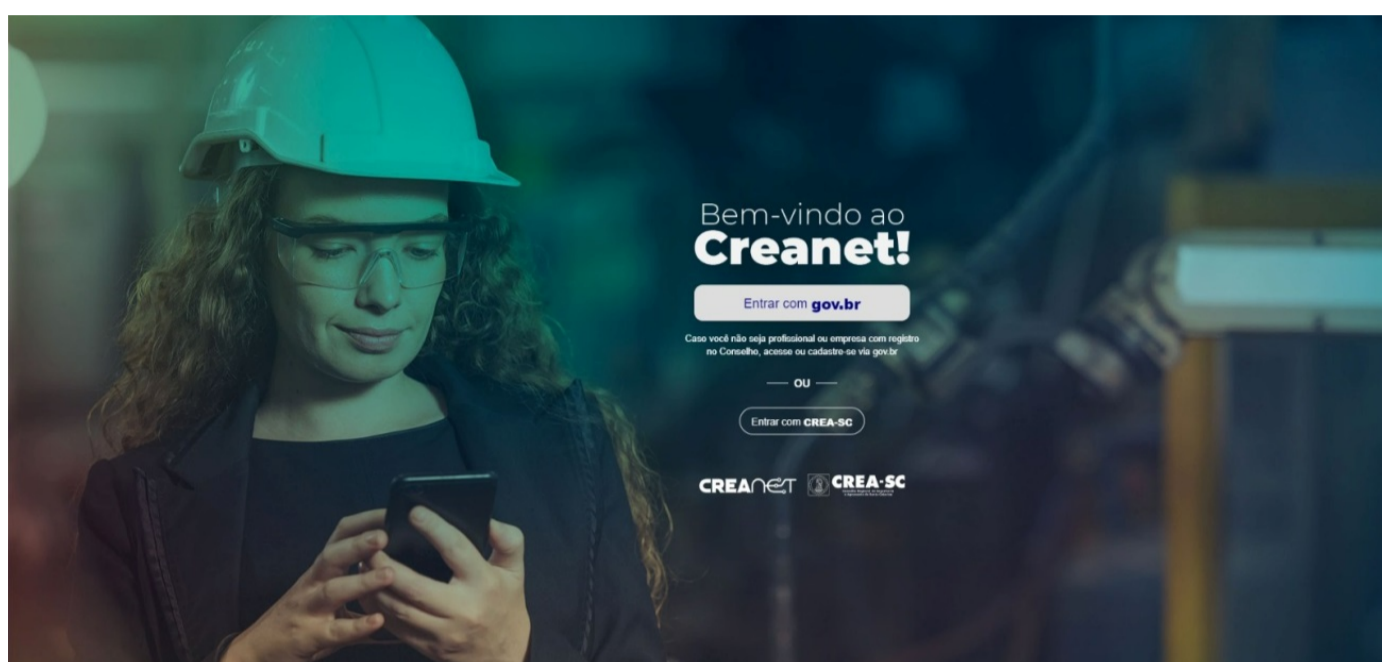 Bem-vindo ao
Creanet!
Entrar com gov.br
Caso você não seja profissional ou empresa com registro
no Conselho, acesse ou cadastre-se via gov.br
OU
Entrar com CREA-SC
CREANET CREA-SC